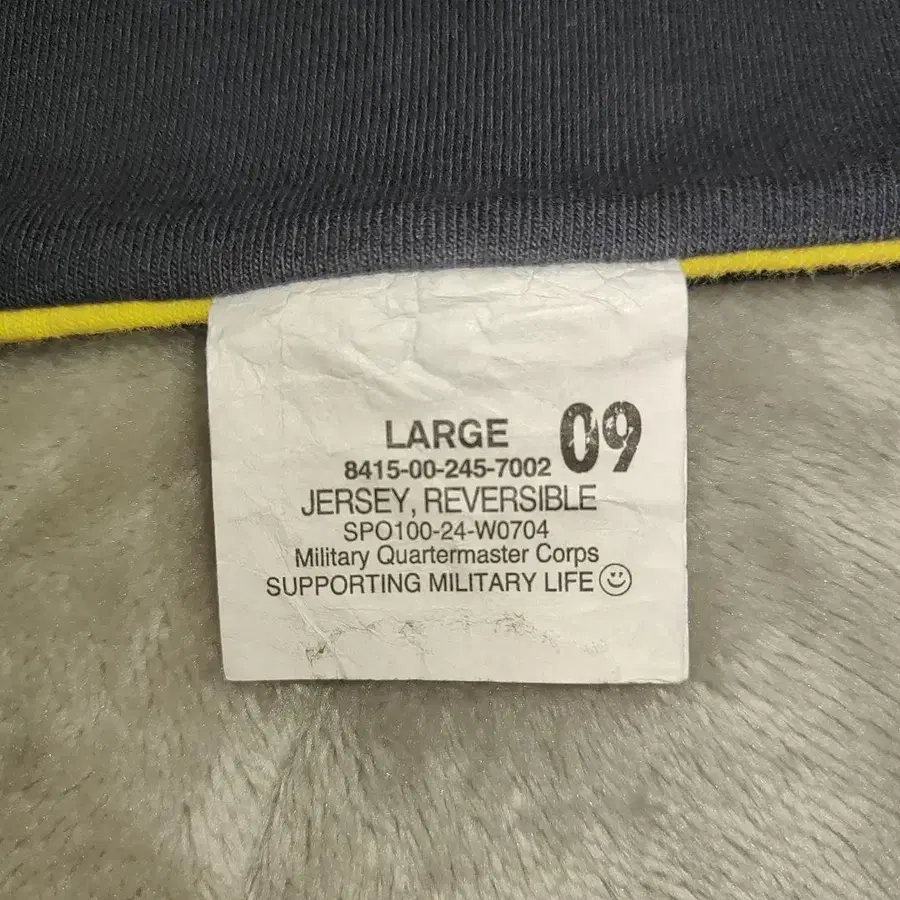 LARGE 09
8415-00-245-7002
JERSEY, REVERSIBLE
SPO100-24-W0704
Military Quartermaster Corps
SUPPORTING MILITARY LIFE